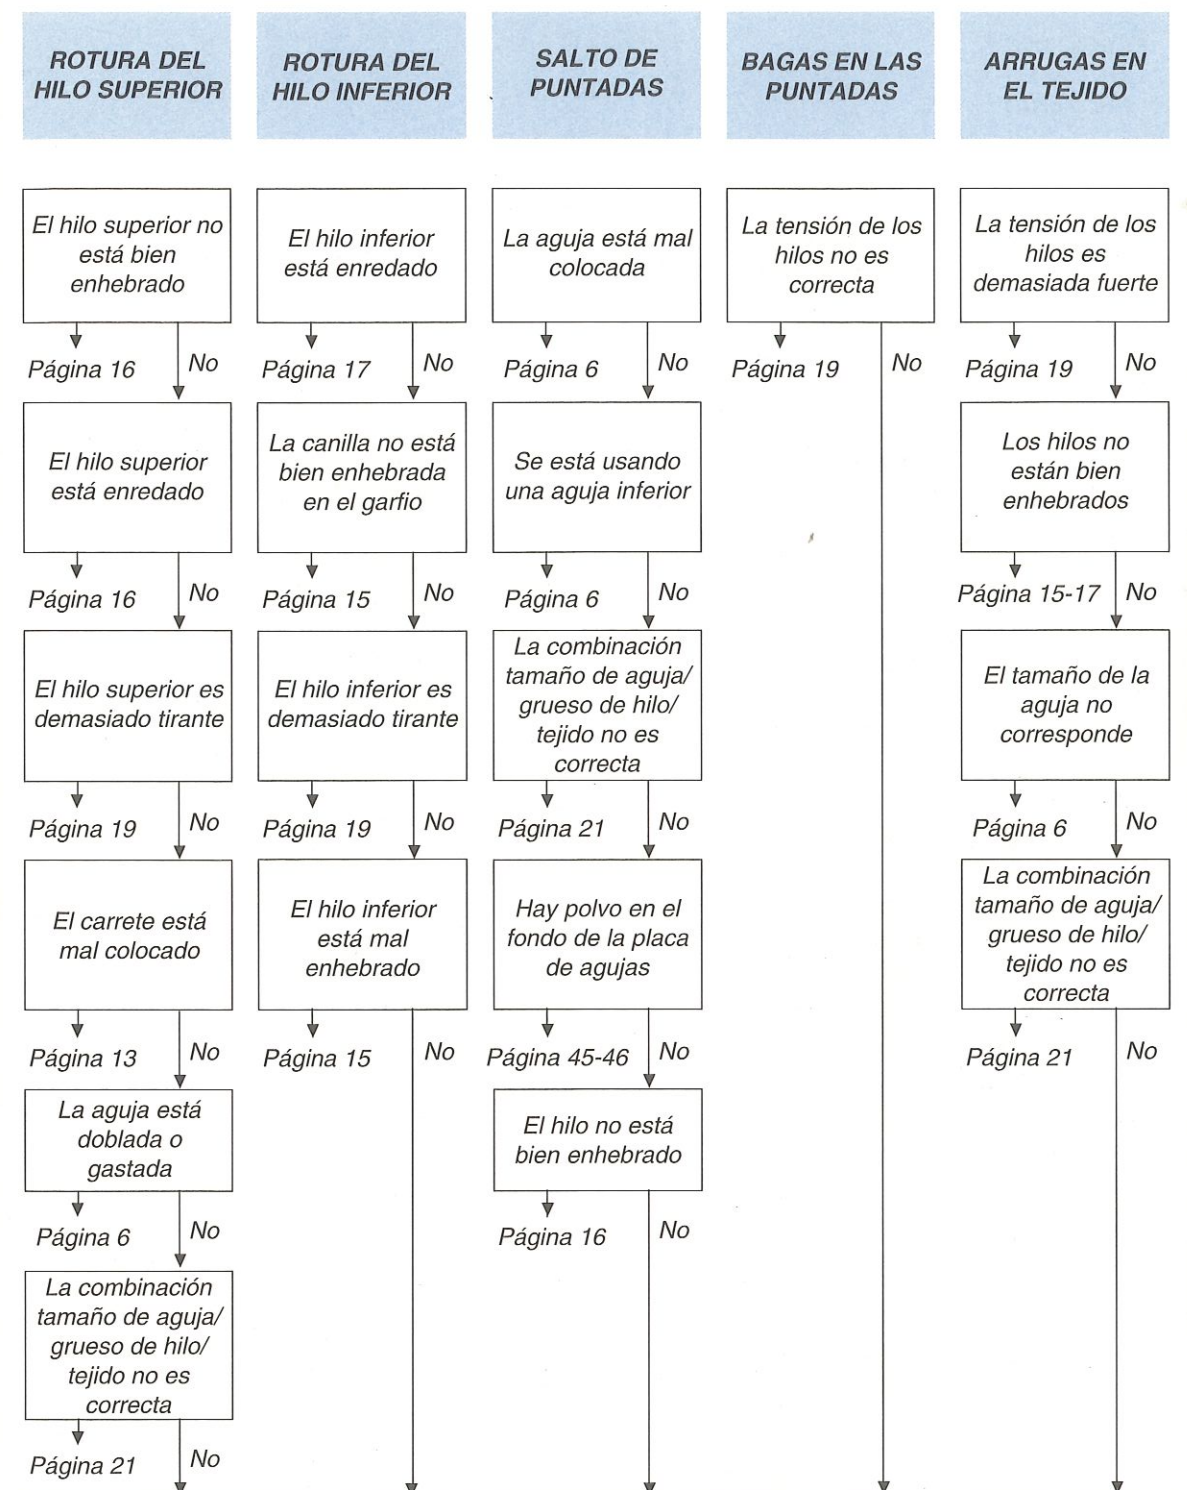 ROTURA DEL
HILO SUPERIOR
El hilo superior no
está bien
enhebrado
Página 16
No
El hilo superior
está enredado
Página 16
No
El hilo superior es
demasiado tirante
Página 19
No
El carrete está
mal colocado
Página 13
No
La aguja está
doblada o
gastada
Página 6
No
La combinación
tamaño de aguja/
grueso de hilo/
tejido no es
correcta
Página 21
No
ROTURA DEL
HILO INFERIOR
El hilo inferior
está enredado
Página 17
No
La canilla no está
bien enhebrada
en el garfio
Página 15
No
El hilo inferior es
demasiado tirante
Página 19
No
El hilo inferior
está mal
enhebrado
Página 15
No
SALTO DE
PUNTADAS
La aguja está mal
colocada
Página 6
No
Se está usando
una aguja inferior
Página 6
No
La combinación
tamaño de aguja/
grueso de hilo/
tejido no es
correcta
Página 21
No
Hay polvo en el
fondo de la placa
de agujas
Página 45-46
No
El hilo no está
bien enhebrado
Página 16
No
BAGAS EN LAS
PUNTADAS
La tensión de los
hilos no es
correcta
Página 19
No
ARRUGAS EN
EL TEJIDO
La tensión de los
hilos es
demasiada fuerte
Página 19
No
Los hilos no
están bien
enhebrados
Página 15-17
No
El tamaño de la
aguja no
corresponde
Página 6
No
La combinación
tamaño de aguja/
grueso de hilo/
tejido no es
correcta
Página 21
No